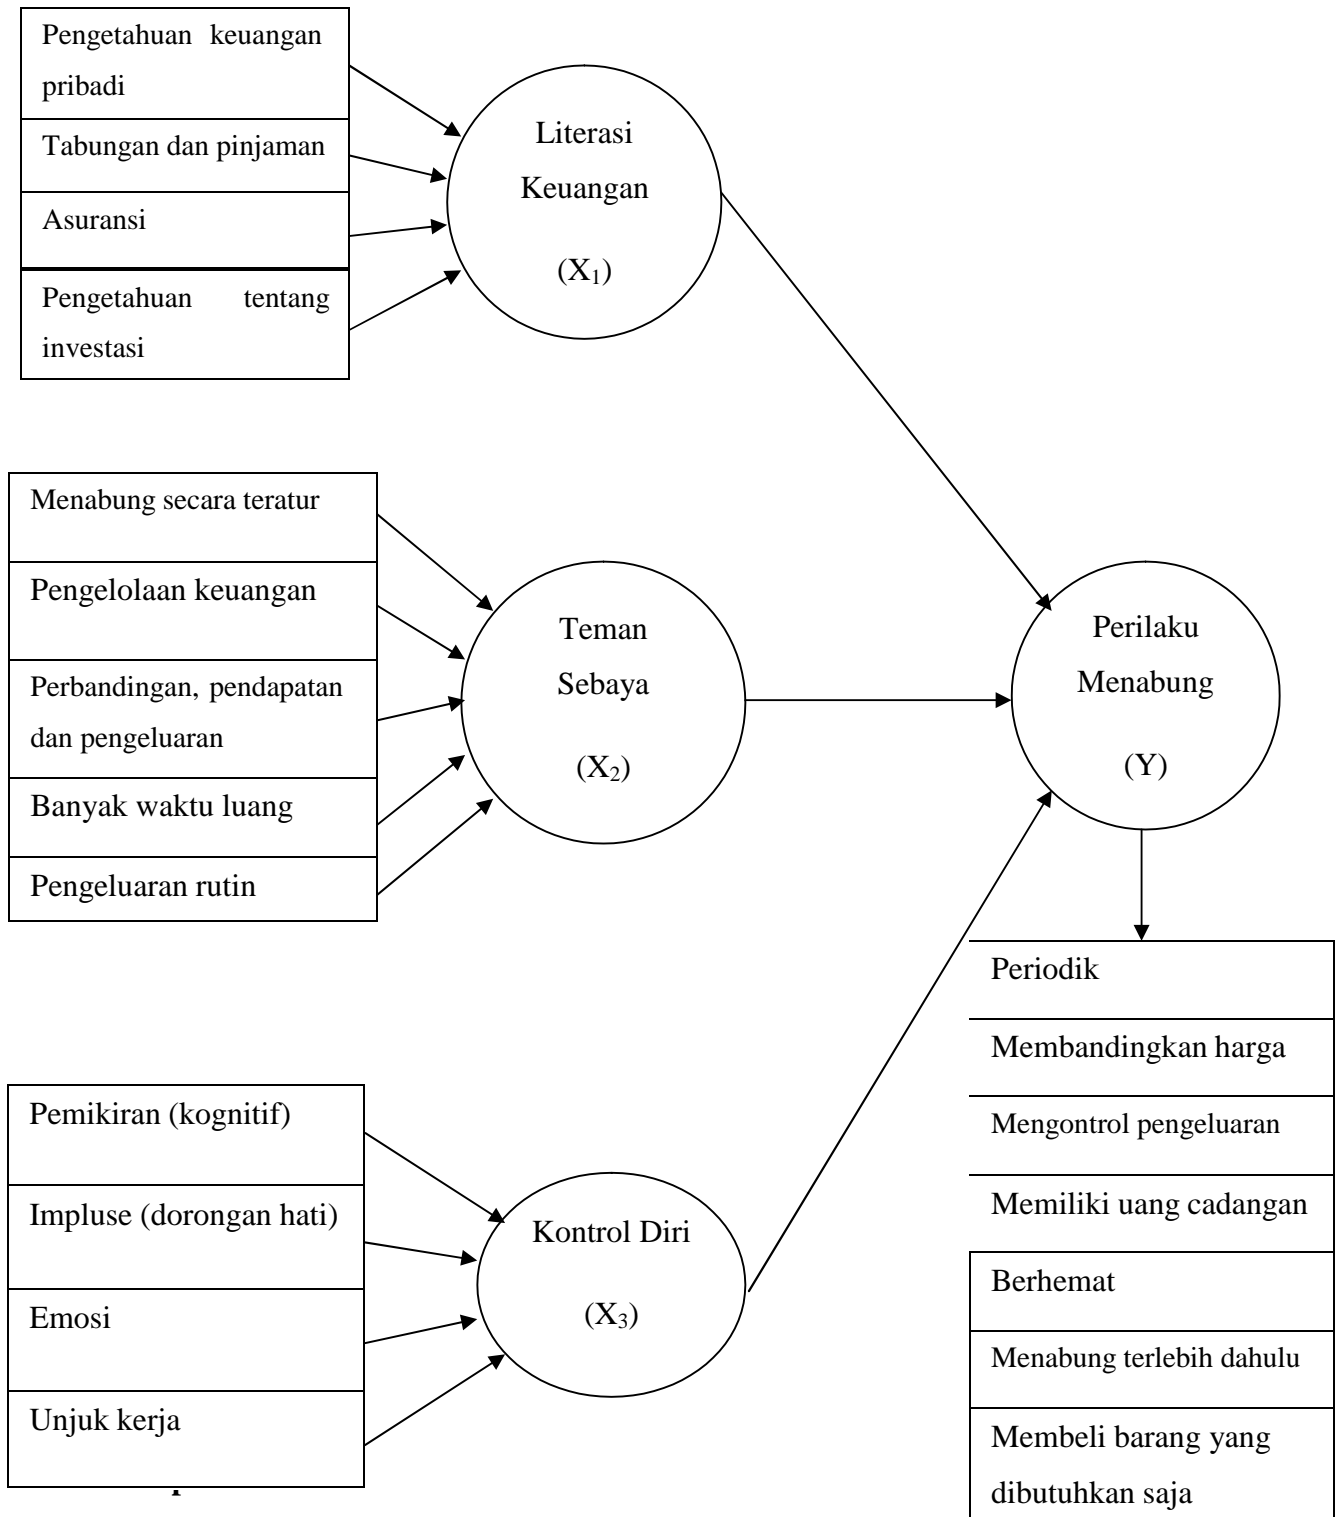 Pengetahuan keuangan
pribadi
Tabungan dan pinjaman
Asuransi
Pengetahuan tentang
investasi
Literasi
Keuangan
(X₁)
Menabung secara teratur
Pengelolaan keuangan
Perbandingan, pendapatan
dan pengeluaran
Banyak waktu luang
Pengeluaran rutin
Teman
Sebaya
(X₂)
Perilaku
Menabung
(Y)
Pemikiran (kognitif)
Impluse (dorongan hati)
Emosi
Unjuk kerja
Kontrol Diri
(X₃)
Periodik
Membandingkan harga
Mengontrol pengeluaran
Memiliki uang cadangan
Berhemat
Menabung terlebih dahulu
Membeli barang yang
dibutuhkan saja